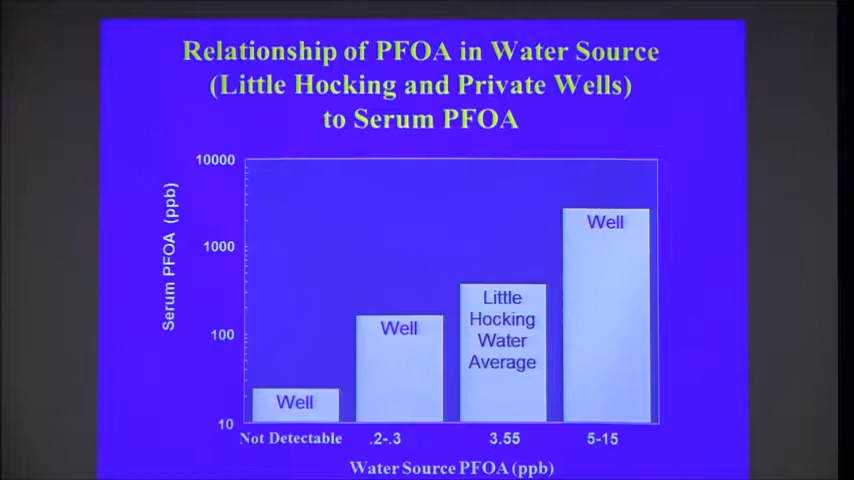 Relationship of PFOA in Water Source
(Little Hocking and Private Wells)
to Serum PFOA
10000
1000
100
10
Serum PFOA (ppb)
Well
Well
Little
Hocking
Water
Average
Well
Not Detectable
.2-.3
3.55
5-15
Water Source PFOA (ppb)